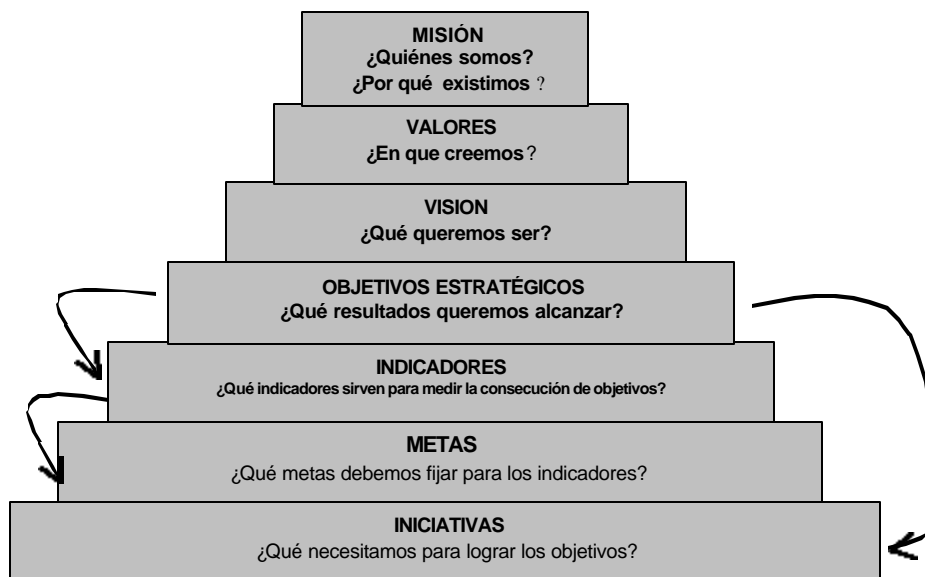 MISIÓN
¿Quiénes somos?
¿Por qué existimos ?
VALORES
¿En que creemos?
VISION
¿Qué queremos ser?
OBJETIVOS ESTRATÉGICOS
¿Qué resultados queremos alcanzar?
INDICADORES
¿Qué indicadores sirven para medir la consecución de objetivos?
METAS
¿Qué metas debemos fijar para los indicadores?
INICIATIVAS
¿Qué necesitamos para lograr los objetivos?